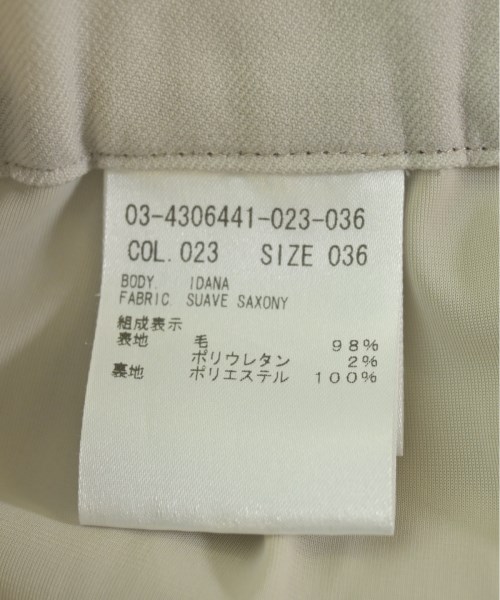 03-4306441-023-036
COL. 023 SIZE 036
BODY. IDANA
FABRIC. SUAVE SAXONY
組成表示
表地 毛 98%
ポリウレタン 2%
裏地 ポリエステル 100%